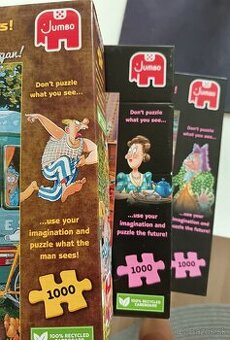 s!
Jumbo
gan!
Don't puzzle
what you see...
...use your
imagination and
puzzle what the
man sees!
1000
100% RECYCLED
CARDBOARD
Jumbo
Don't puzzle
what you see...
...use your
imagination and
puzzle the future!
1000
100% RECYCLED
CARDBOARD
Jumbo
Don't puzzle
what you see...
...use your
imagination and
puzzle the future!
1000